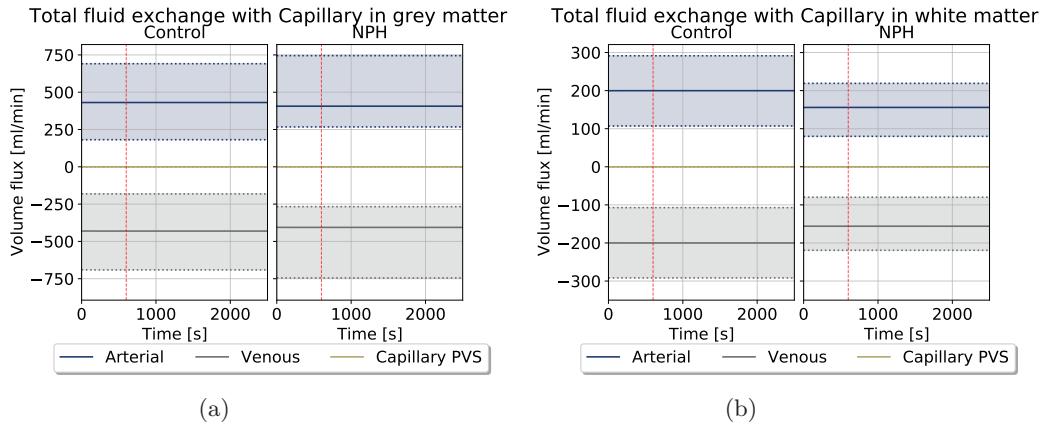 Total fluid exchange with Capillary in grey matter
Control NPH
Volume flux [ml/min]
750
500
250
0
−250
−500
−750
0 1000 2000 0 1000 2000
Time [s] Time [s]
Arterial Venous Capillary PVS
(a)
Total fluid exchange with Capillary in white matter
Control NPH
Volume flux [ml/min]
300
200
100
0
−100
−200
−300
0 1000 2000 0 1000 2000
Time [s] Time [s]
Arterial Venous Capillary PVS
(b)